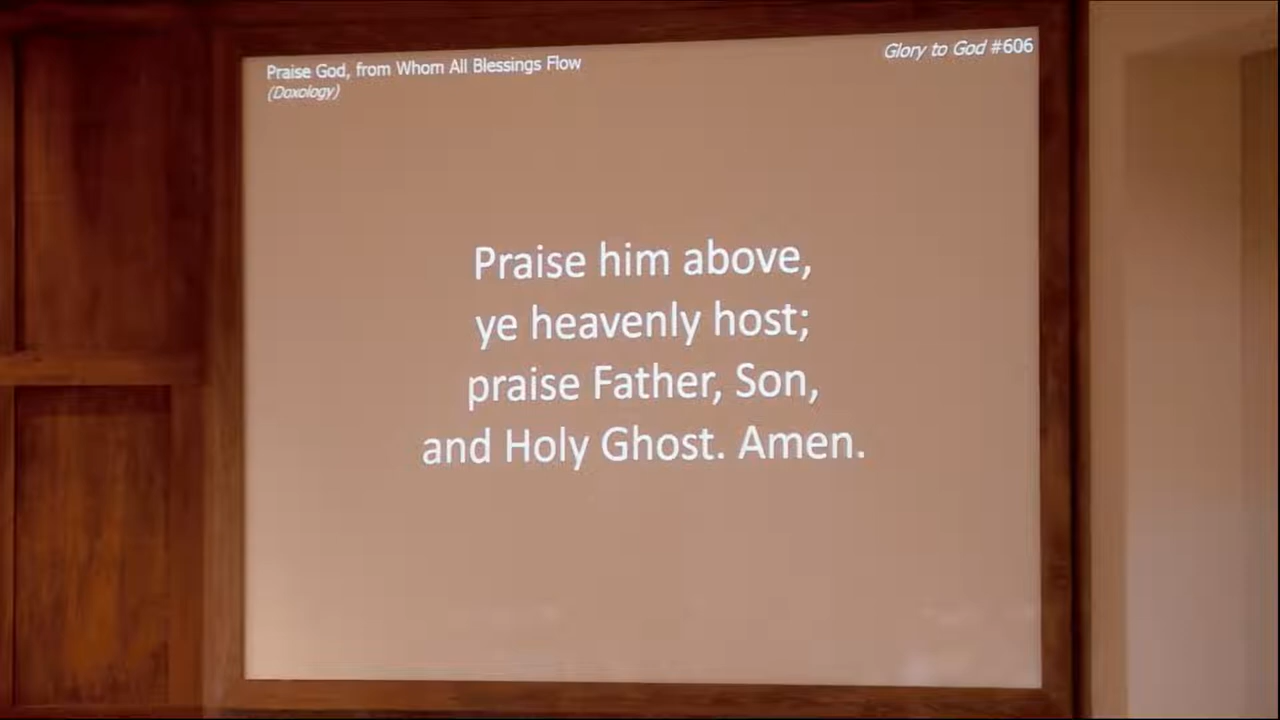 Praise God, from Whom All Blessings Flow
(Doxology)
Glory to God #606
Praise him above,
ye heavenly host;
praise Father, Son,
and Holy Ghost. Amen.